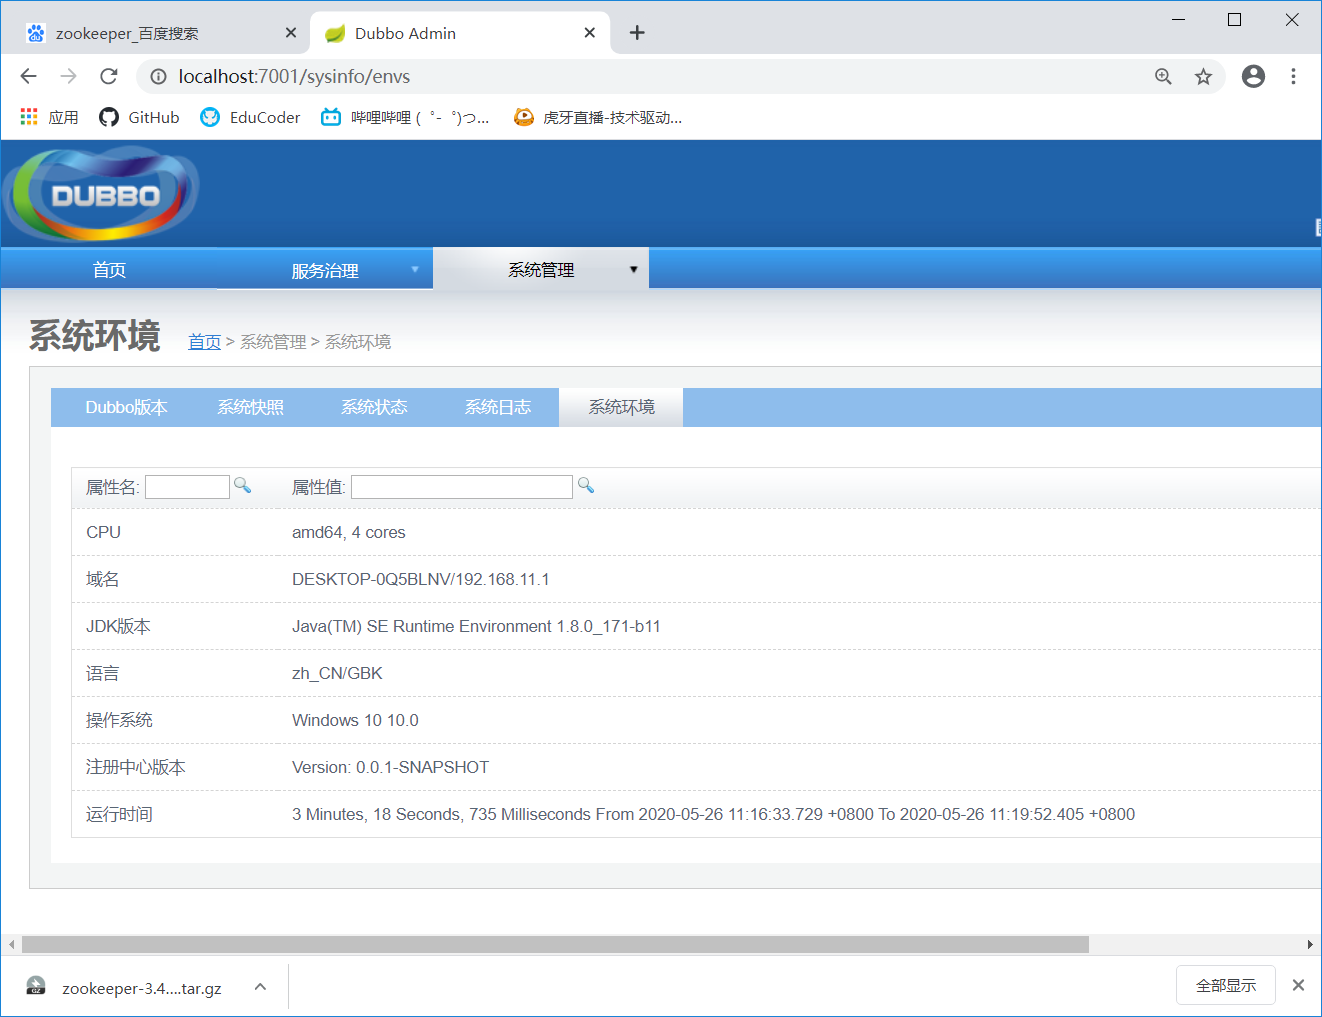 zookeeper_百度搜索
Dubbo Admin
localhost:7001/sysinfo/envs
应用
GitHub
EduCoder
哔哩哔哩 ( ゜- ゜)つ...
虎牙直播-技术驱动...
DUBBO
首页
服务治理
系统管理
系统环境
首页 > 系统管理 > 系统环境
Dubbo版本
系统快照
系统状态
系统日志
系统环境
属性名:
属性值:
CPU
amd64, 4 cores
域名
DESKTOP-0Q5BLNV/192.168.11.1
JDK版本
Java(TM) SE Runtime Environment 1.8.0_171-b11
语言
zh_CN/GBK
操作系统
Windows 10 10.0
注册中心版本
Version: 0.0.1-SNAPSHOT
运行时间
3 Minutes, 18 Seconds, 735 Milliseconds From 2020-05-26 11:16:33.729 +0800 To 2020-05-26 11:19:52.405 +0800
zookeeper-3.4....tar.gz
全部显示